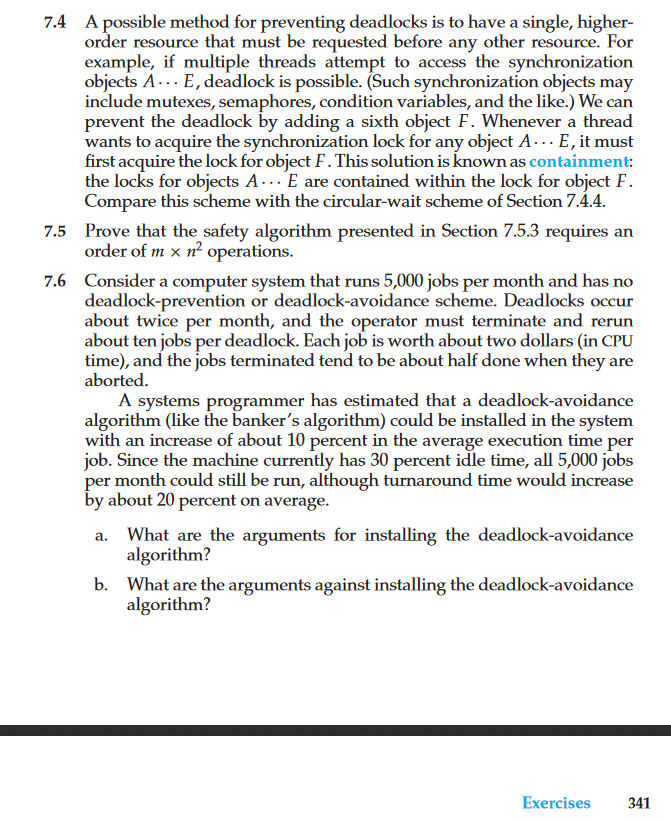 7.4 A possible method for preventing deadlocks is to have a single, higher-
order resource that must be requested before any other resource. For
example, if multiple threads attempt to access the synchronization
objects A··· E, deadlock is possible. (Such synchronization objects may
include mutexes, semaphores, condition variables, and the like.) We can
prevent the deadlock by adding a sixth object F. Whenever a thread
wants to acquire the synchronization lock for any object A··· E, it must
first acquire the lock for object F. This solution is known as containment:
the locks for objects A··· E are contained within the lock for object F.
Compare this scheme with the circular-wait scheme of Section 7.4.4.
7.5 Prove that the safety algorithm presented in Section 7.5.3 requires an
order of m × n² operations.
7.6 Consider a computer system that runs 5,000 jobs per month and has no
deadlock-prevention or deadlock-avoidance scheme. Deadlocks occur
about twice per month, and the operator must terminate and rerun
about ten jobs per deadlock. Each job is worth about two dollars (in CPU
time), and the jobs terminated tend to be about half done when they are
aborted.
A systems programmer has estimated that a deadlock-avoidance
algorithm (like the banker's algorithm) could be installed in the system
with an increase of about 10 percent in the average execution time per
job. Since the machine currently has 30 percent idle time, all 5,000 jobs
per month could still be run, although turnaround time would increase
by about 20 percent on average.
a. What are the arguments for installing the deadlock-avoidance
algorithm?
b. What are the arguments against installing the deadlock-avoidance
algorithm?
Exercises 341